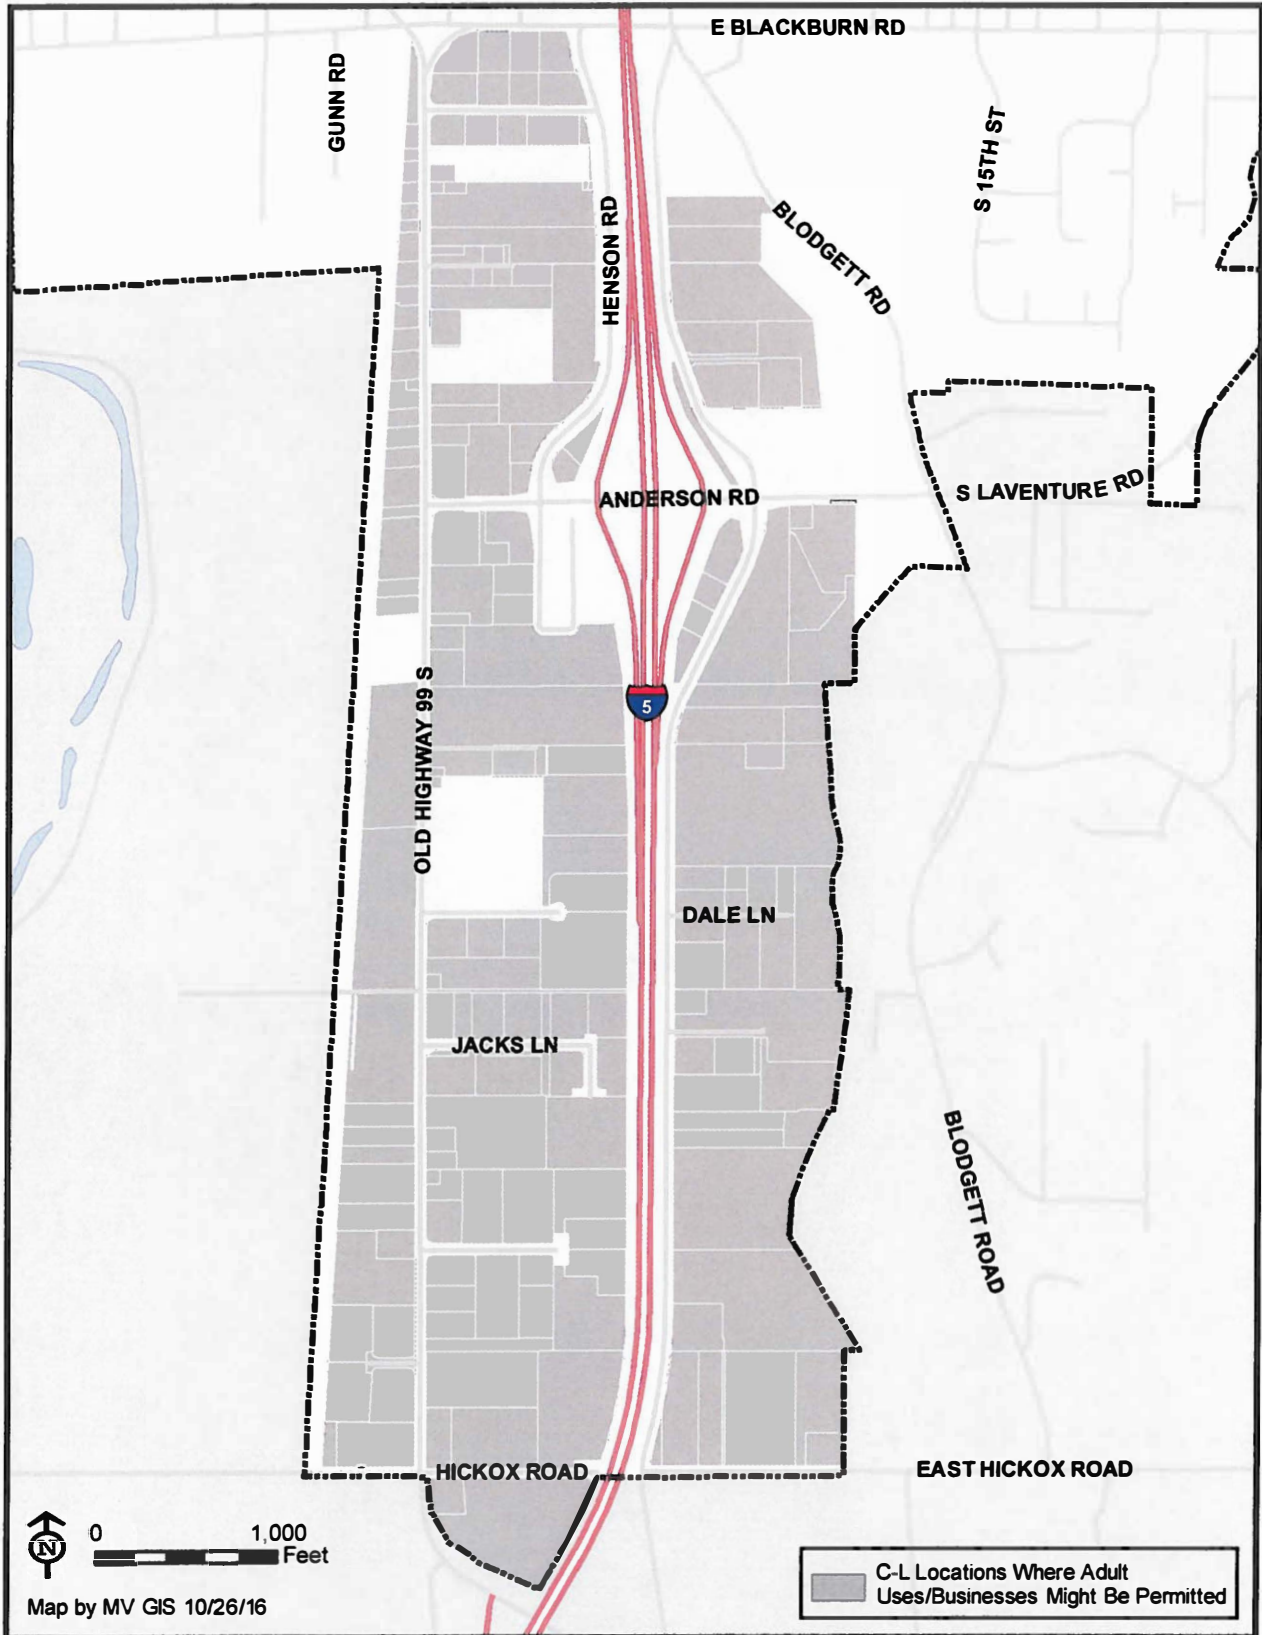 E BLACKBURN RD
GUNN RD
S 15TH ST
HENSON RD
BLODGETT RD
ANDERSON RD
S LAVENTURE RD
5
OLD HIGHWAY 99 S
DALE LN
JACKS LN
BLODGETT ROAD
HICKOX ROAD
EAST HICKOX ROAD
N
0 1,000
Feet
Map by MV GIS 10/26/16
C-L Locations Where Adult
Uses/Businesses Might Be Permitted